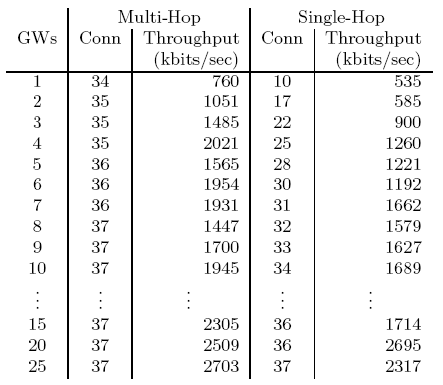 Multi-Hop Single-Hop
GWs Conn Throughput Conn Throughput
(kbits/sec) (kbits/sec)
1 34 760 10 535
2 35 1051 17 585
3 35 1485 22 900
4 35 2021 25 1260
5 36 1565 28 1221
6 36 1954 30 1192
7 36 1931 31 1662
8 37 1447 32 1579
9 37 1700 33 1627
10 37 1945 34 1689
⋮ ⋮ ⋮ ⋮ ⋮
15 37 2305 36 1714
20 37 2509 36 2695
25 37 2703 37 2317